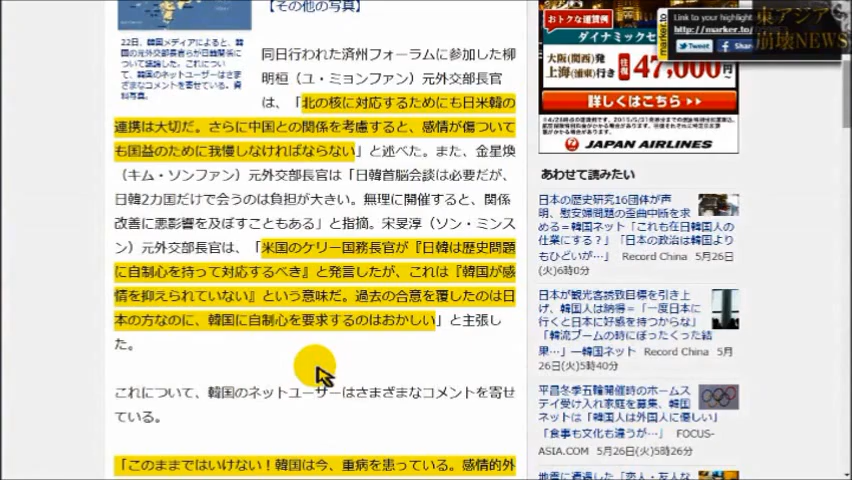 【その他の写真】
22日、韓国メディアによると、韓
国の元外交部長官らが日韓関係に
ついて議論した。これについ
て、韓国のネットユーザーはさま
ざまなコメントを寄せている。資
料写真。
同日行われた済州フォーラムに参加した柳
明桓（ユ・ミョンファン）元外交部長官
は、「北の核に対応するためにも日米韓の
連携は大切だ。さらに中国との関係を考慮すると、感情が傷ついて
も国益のために我慢しなければならない」と述べた。また、金星煥
（キム・ソンファン）元外交部長官は「日韓首脳会談は必要だが、
日韓2カ国だけで会うのは負担が大きい。無理に開催すると、関係
改善に悪影響を及ぼすこともある」と指摘。宋旻淳（ソン・ミンス
ン）元外交部長官は、「米国のケリー国務長官が『日韓は歴史問題
に自制心を持って対応するべき』と発言したが、これは『韓国が感
情を抑えられていない』という意味だ。過去の合意を覆したのは日
本の方なのに、韓国に自制心を要求するのはおかしい」と主張し
た。
これについて、韓国のネットユーザーはさまざまなコメントを寄せ
ている。
「このままではいけない！韓国は今、重病を患っている。感情的外
おトクな運賃例
ダイナミックセイバー
大阪(関西)発
上海(浦東)行き
往復
47,000円
詳しくはこちら >>
JAPAN AIRLINES
marker.to
Link to your highlight
http://marker.to/
Tweet
Share
東アジア
崩壊NEWS
あわせて読みたい
日本の歴史研究16団体が声
明、慰安婦問題の歪曲中断を求
める＝韓国ネット「これも在日韓国人の
仕業にする？」「日本の政治は韓国より
もひどいが…」 Record China 5月26日
(火)6時0分
日本が観光客誘致目標を引き上
げ、韓国人は納得＝「一度日本に
行くと日本に好感を持つからな」
「韓流ブームの時にぼったくった結
果…」―韓国ネット Record China 5月
26日(火)5時40分
平昌冬季五輪開催時のホームス
テイ受け入れ家庭を募集、韓国
ネットは「韓国人は外国人に優しい」
「食事も文化も違うが…」 FOCUS-
ASIA.COM 5月26日(火)5時26分
地震に遭遇した「恋人・友人な